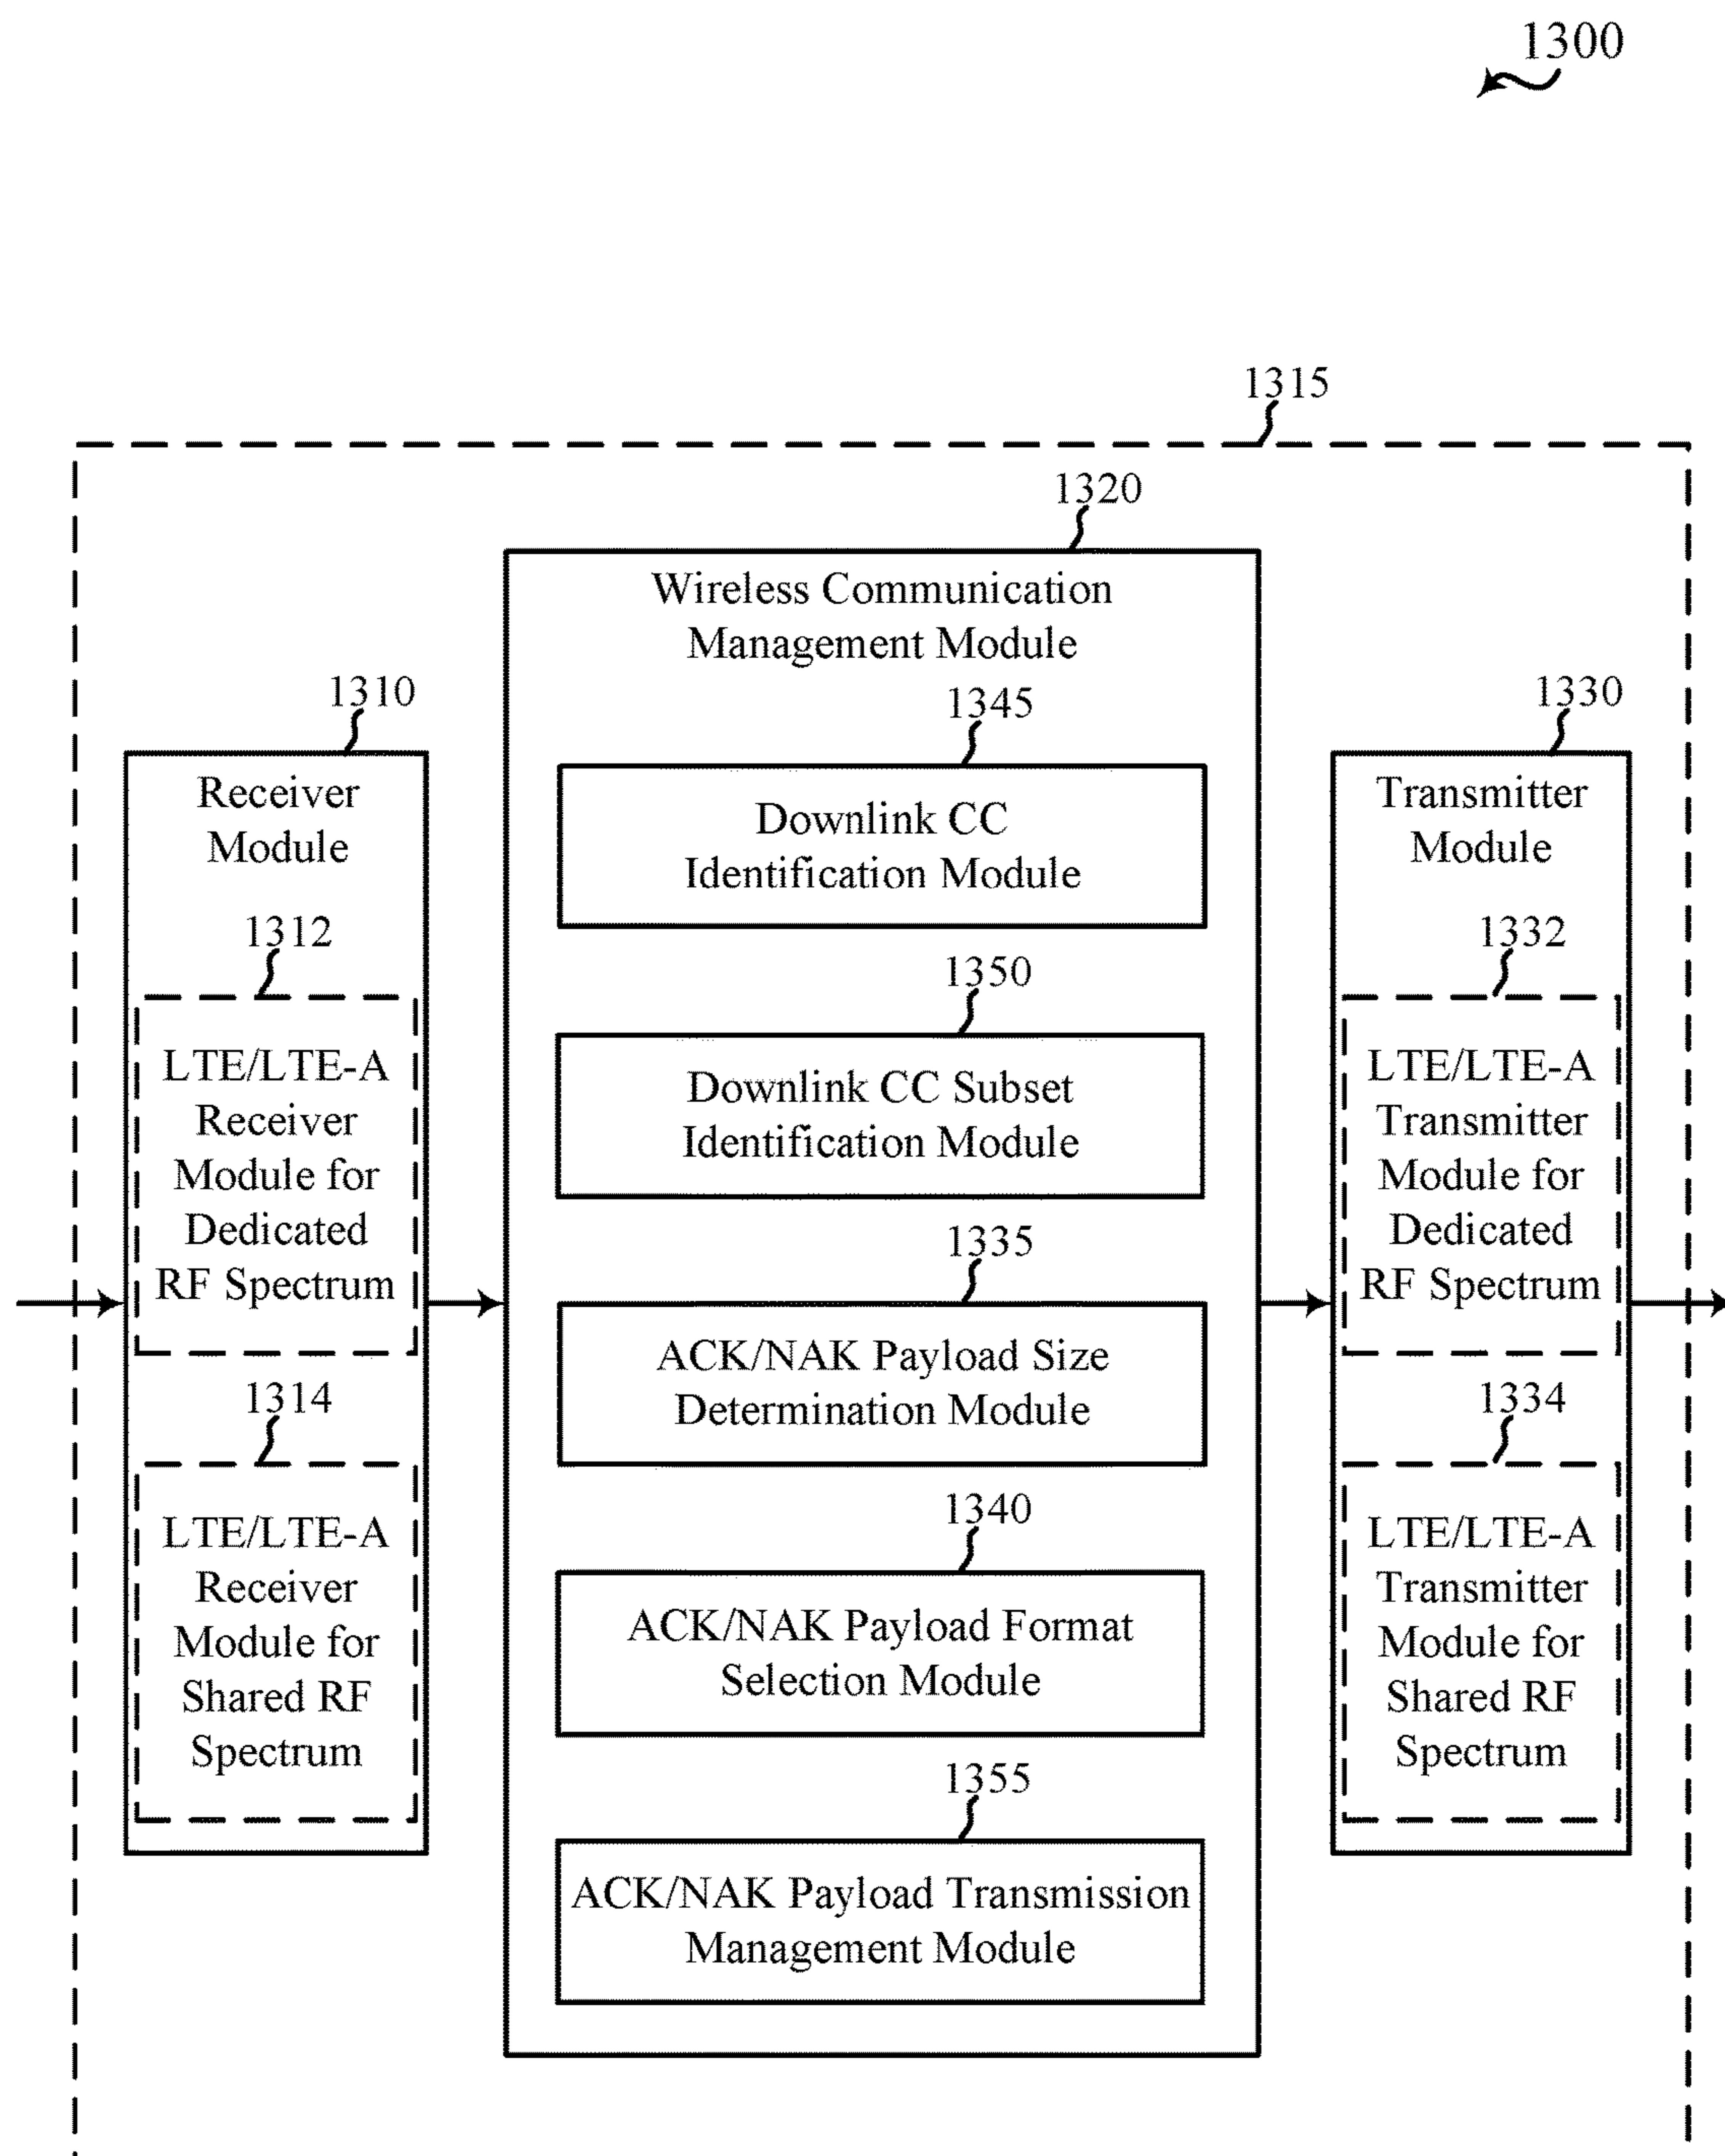 1300
1315
1320
Wireless Communication
Management Module
1310
Receiver
Module
1312
LTE/LTE-A
Receiver
Module for
Dedicated
RF Spectrum
1314
LTE/LTE-A
Receiver
Module for
Shared RF
Spectrum
1345
Downlink CC
Identification Module
1350
Downlink CC Subset
Identification Module
1335
ACK/NAK Payload Size
Determination Module
1340
ACK/NAK Payload Format
Selection Module
1355
ACK/NAK Payload Transmission
Management Module
1330
Transmitter
Module
1332
LTE/LTE-A
Transmitter
Module for
Dedicated
RF Spectrum
1334
LTE/LTE-A
Transmitter
Module for
Shared RF
Spectrum